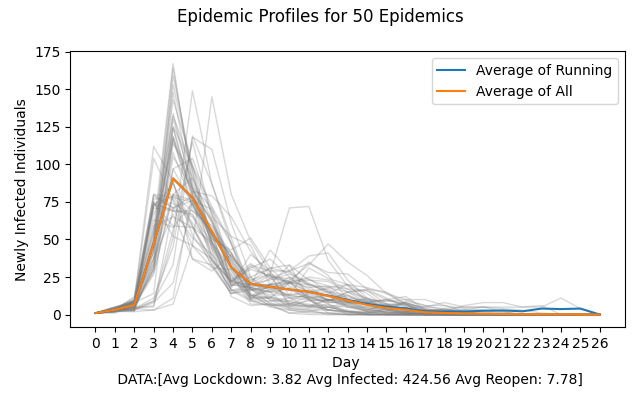 Epidemic Profiles for 50 Epidemics
175
150
125
100
75
50
25
0
Newly Infected Individuals
Average of Running
Average of All
0 1 2 3 4 5 6 7 8 9 10 11 12 13 14 15 16 17 18 19 20 21 22 23 24 25 26
Day
DATA:[Avg Lockdown: 3.82 Avg Infected: 424.56 Avg Reopen: 7.78]